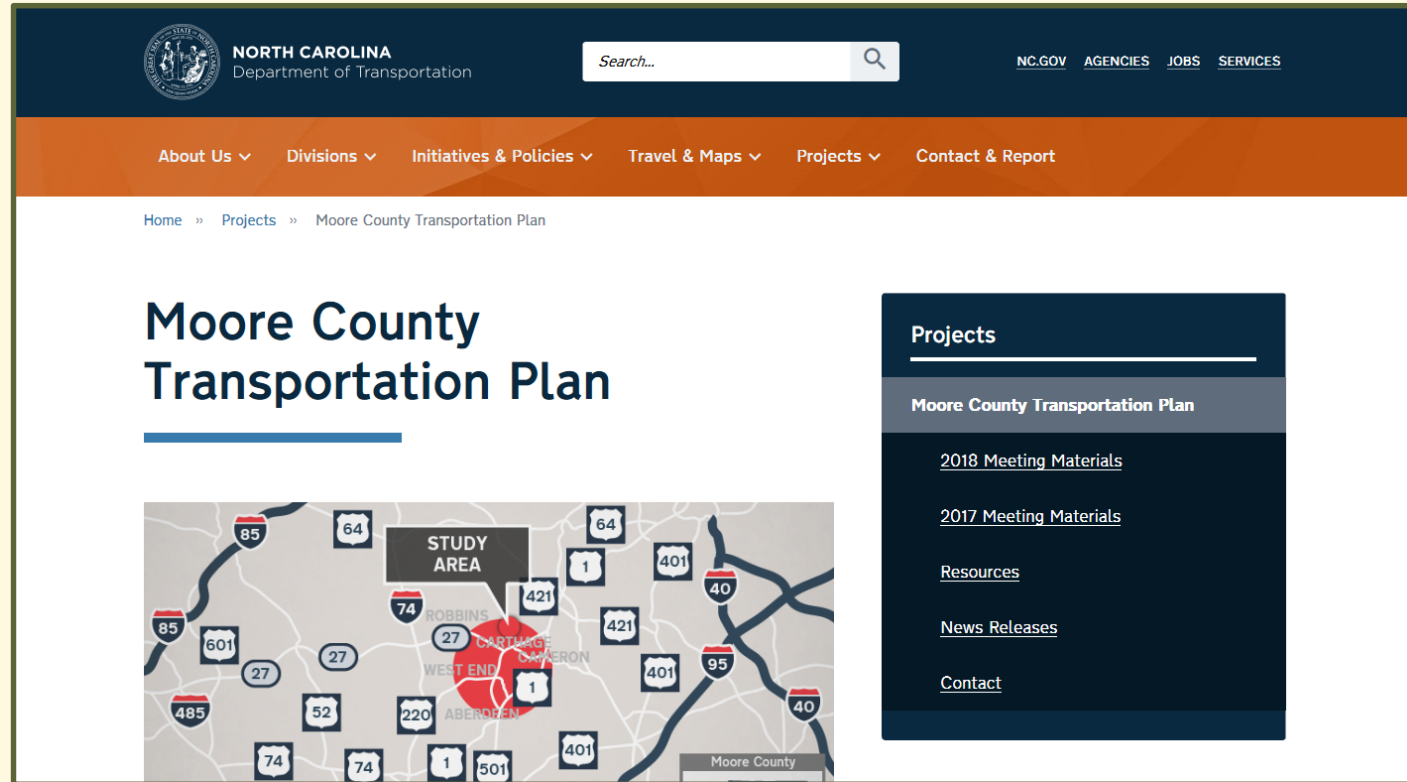 NORTH CAROLINA
Department of Transportation
Search...
NC.GOV AGENCIES JOBS SERVICES
About Us Divisions Initiatives & Policies Travel & Maps Projects Contact & Report
Home » Projects » Moore County Transportation Plan
Moore County
Transportation Plan
Projects
Moore County Transportation Plan
2018 Meeting Materials
2017 Meeting Materials
Resources
News Releases
Contact
85
64
STUDY
AREA
64
1
401
40
74
421
ROBBINS
85
601
27
27
27
CARTHAGE
CAMERON
421
WEST END
401
95
1
485
52
220
ABERDEEN
40
74
74
1
501
401
Moore County